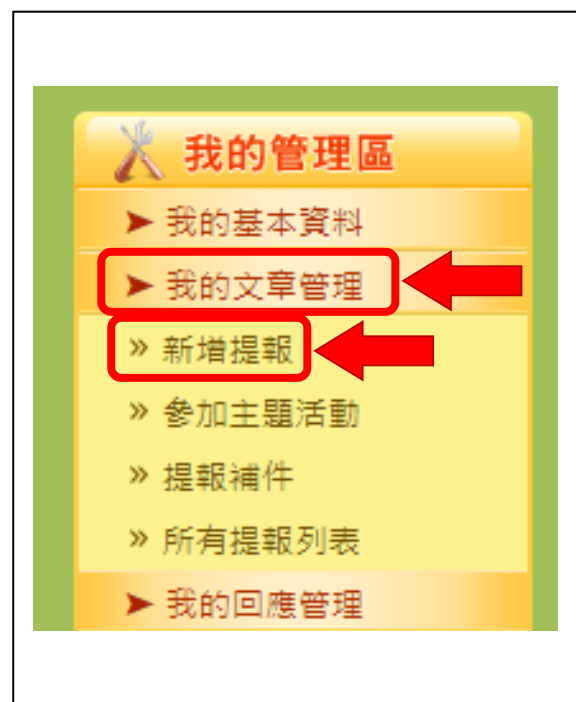 我的管理區
➤ 我的基本資料
➤ 我的文章管理
» 新增提報
» 參加主題活動
» 提報補件
» 所有提報列表
➤ 我的回應管理